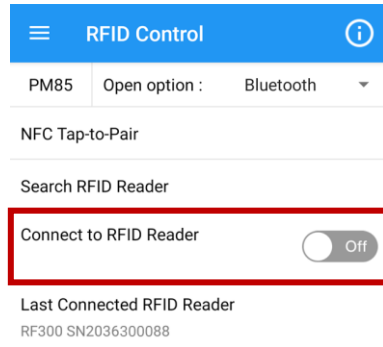 RFID Control
PM85 Open option : Bluetooth
NFC Tap-to-Pair
Search RFID Reader
Connect to RFID Reader Off
Last Connected RFID Reader
RF300 SN2036300088